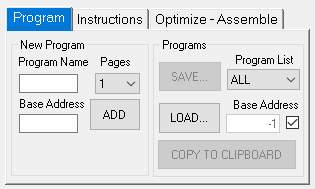 Program Instructions Optimize - Assemble
New Program
Program Name Pages
1
Base Address
ADD
Programs
SAVE... Program List
ALL
LOAD... Base Address
-1
COPY TO CLIPBOARD